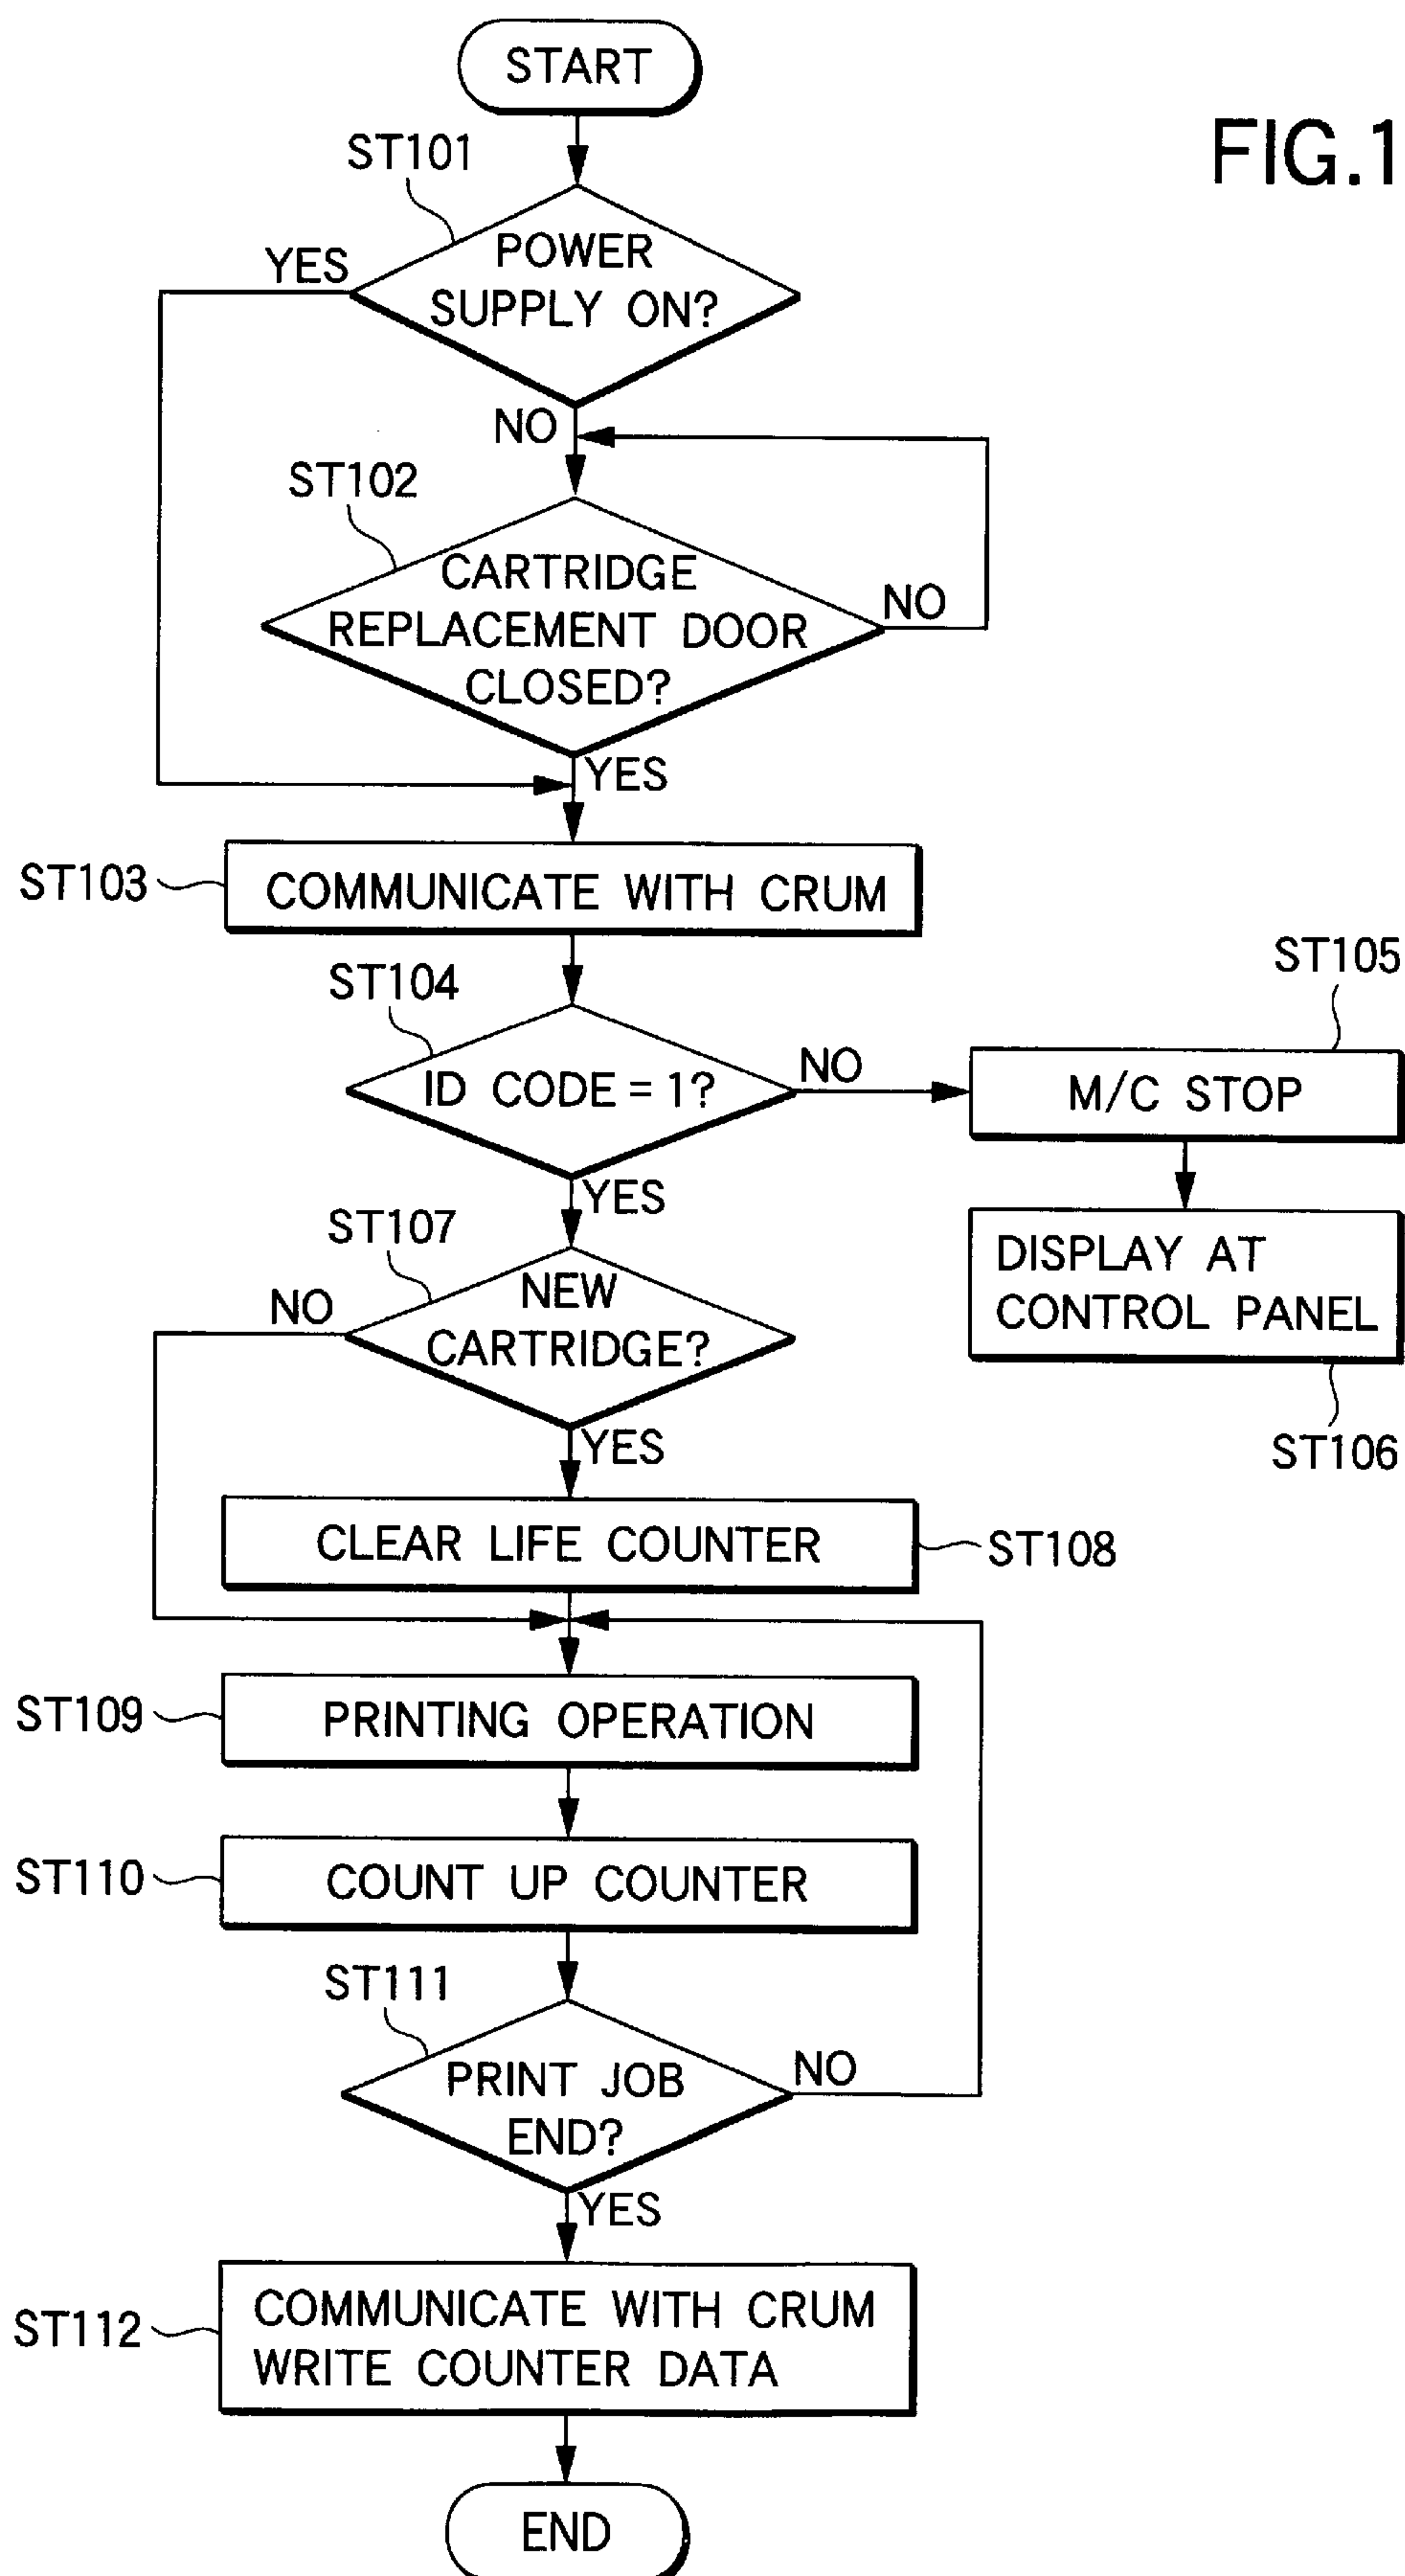 START
FIG.1
ST101
YES
POWER
SUPPLY ON?
NO
ST102
CARTRIDGE
REPLACEMENT DOOR
CLOSED?
NO
YES
ST103
COMMUNICATE WITH CRUM
ST104
ID CODE = 1?
NO
ST105
M/C STOP
YES
DISPLAY AT
CONTROL PANEL
ST106
ST107
NO
NEW
CARTRIDGE?
YES
CLEAR LIFE COUNTER
ST108
ST109
PRINTING OPERATION
ST110
COUNT UP COUNTER
ST111
PRINT JOB
END?
NO
YES
ST112
COMMUNICATE WITH CRUM
WRITE COUNTER DATA
END